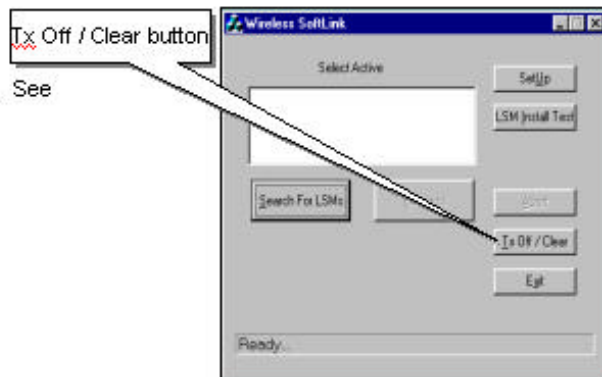 Tx Off / Clear button
See
Wireless SoftLink
Select Active
SetUp
LSM Install Test
Search For LSMs
Abort
Tx Off / Clear
Exit
Ready...